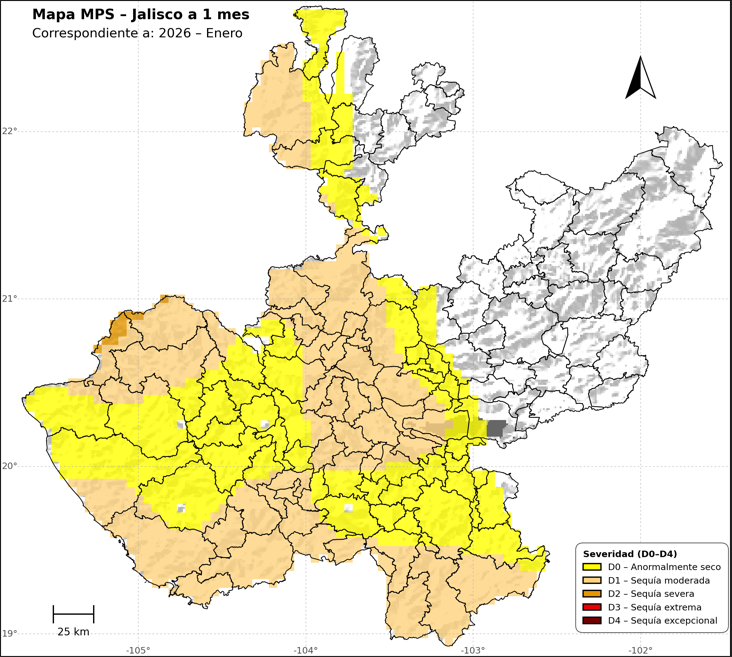 Mapa MPS – Jalisco a 1 mes
Correspondiente a: 2026 – Enero
22°
21°
20°
19°
-105°
-104°
-103°
-102°
25 km
Severidad (D0–D4)
D0 – Anormalmente seco
D1 – Sequía moderada
D2 – Sequía severa
D3 – Sequía extrema
D4 – Sequía excepcional